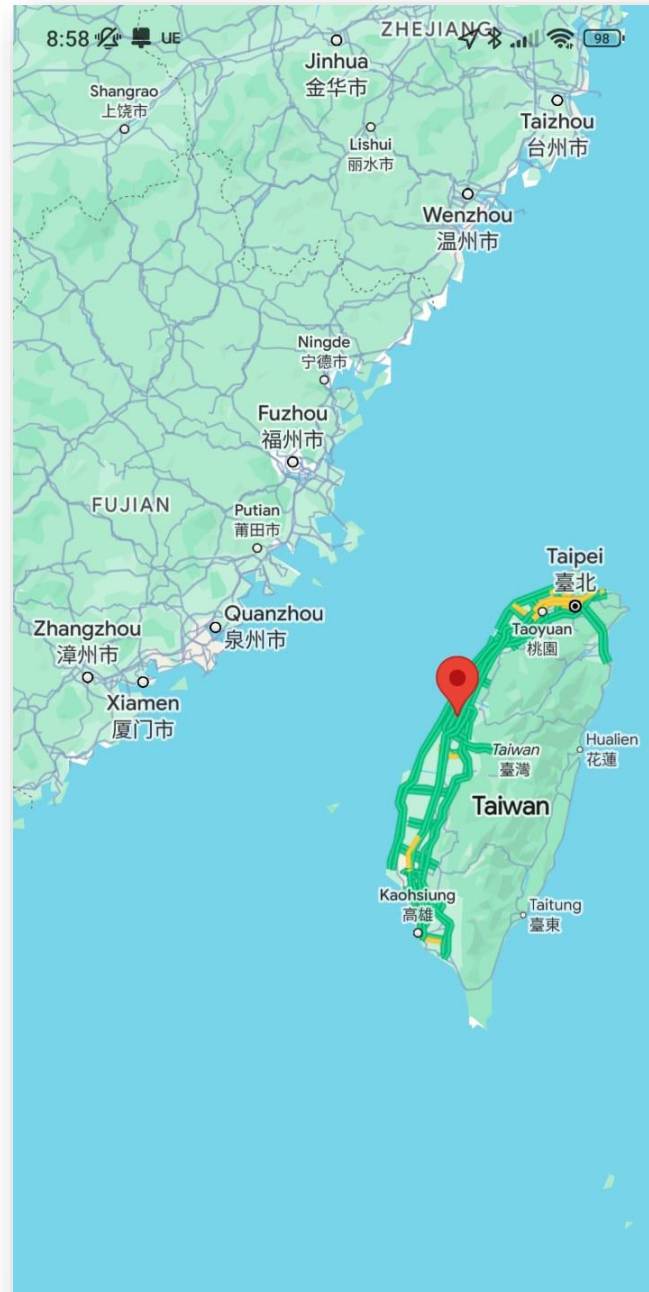 8:58 UE 98
ZHEJIANG
Jinhua
金华市
Shangrao
上饶市
Taizhou
台州市
Lishui
丽水市
Wenzhou
温州市
Ningde
宁德市
Fuzhou
福州市
FUJIAN
Putian
莆田市
Taipei
臺北
Quanzhou
泉州市
Taoyuan
桃園
Zhangzhou
漳州市
Xiamen
厦门市
Hualien
花蓮
Taiwan
臺灣
Taiwan
Kaohsiung
高雄
Taitung
臺東